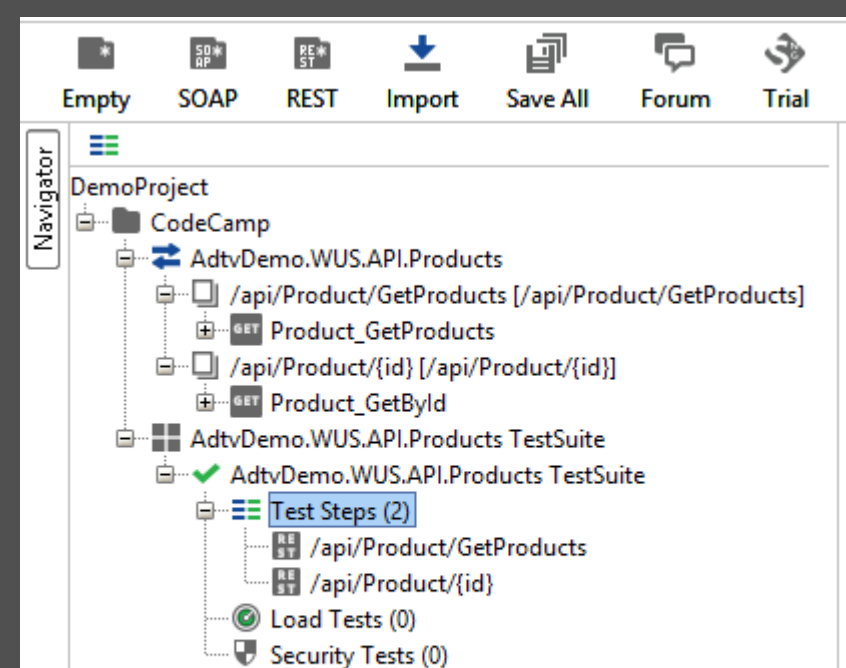 Empty SOAP REST Import Save All Forum Trial
Navigator
DemoProject
CodeCamp
AdtvDemo.WUS.API.Products
/api/Product/GetProducts [/api/Product/GetProducts]
GET Product_GetProducts
/api/Product/{id} [/api/Product/{id}]
GET Product_GetById
AdtvDemo.WUS.API.Products TestSuite
AdtvDemo.WUS.API.Products TestSuite
Test Steps (2)
REST /api/Product/GetProducts
REST /api/Product/{id}
Load Tests (0)
Security Tests (0)